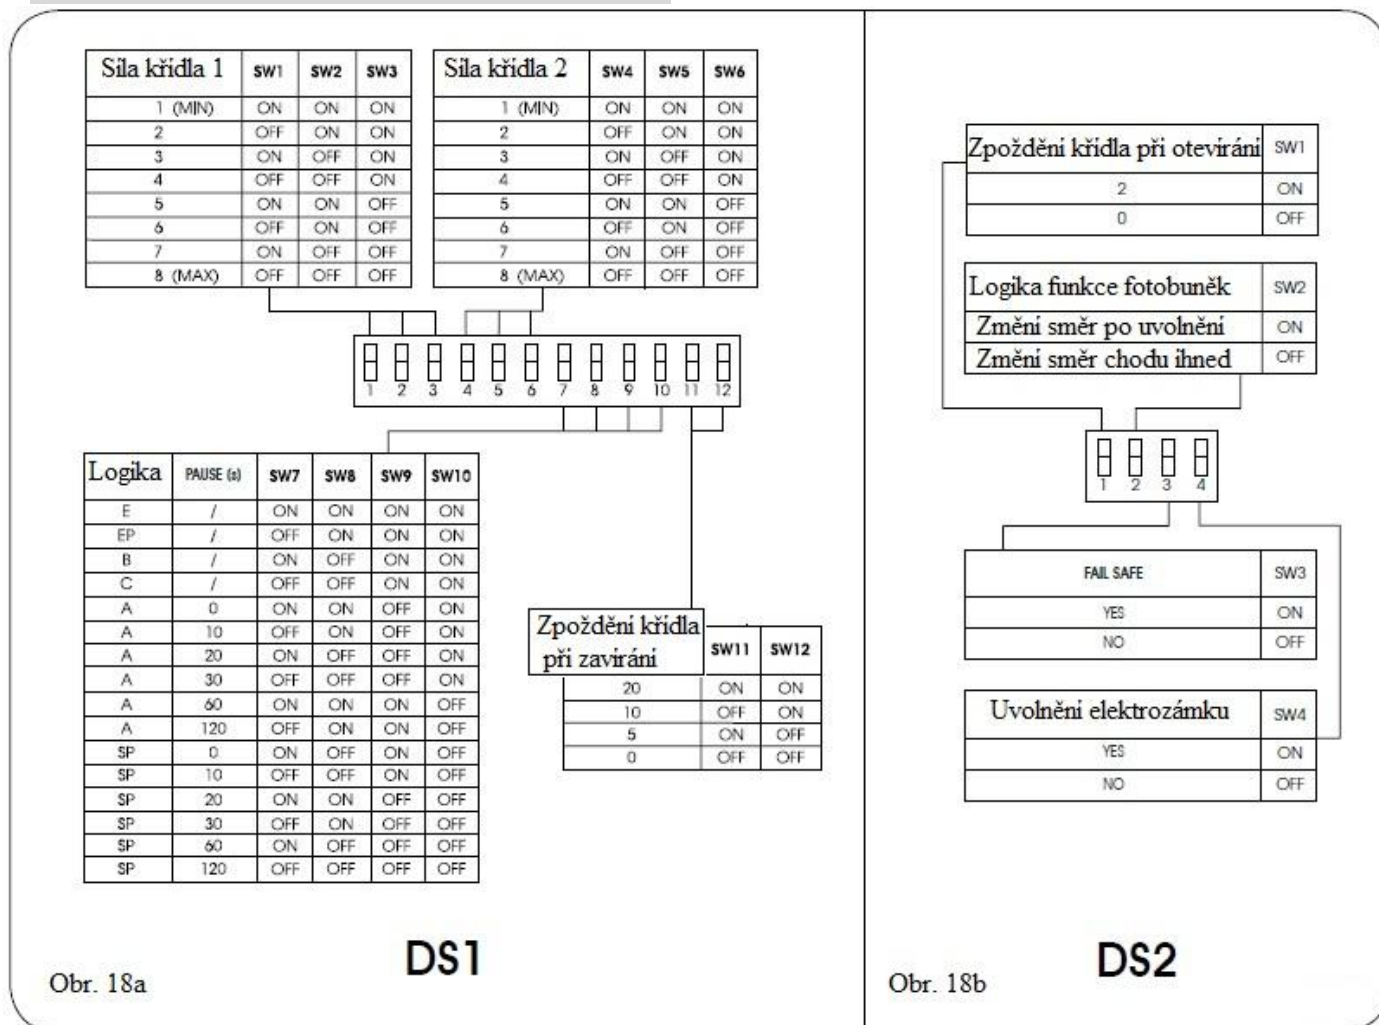 Síla křídla 1 SW1 SW2 SW3
1 (MIN) ON ON ON
2 OFF ON ON
3 ON OFF ON
4 OFF OFF ON
5 ON ON OFF
6 OFF ON OFF
7 ON OFF OFF
8 (MAX) OFF OFF OFF
Síla křídla 2 SW4 SW5 SW6
1 (MIN) ON ON ON
2 OFF ON ON
3 ON OFF ON
4 OFF OFF ON
5 ON ON OFF
6 OFF ON OFF
7 ON OFF OFF
8 (MAX) OFF OFF OFF
1 2 3 4 5 6 7 8 9 10 11 12
Logika PAUSE (s) SW7 SW8 SW9 SW10
E / ON ON ON ON
EP / OFF ON ON ON
B / ON OFF ON ON
C / OFF OFF ON ON
A 0 ON ON OFF ON
A 10 OFF ON OFF ON
A 20 ON OFF OFF ON
A 30 OFF OFF OFF ON
A 60 ON ON ON OFF
A 120 OFF ON ON OFF
SP 0 ON OFF ON OFF
SP 10 OFF OFF ON OFF
SP 20 ON ON OFF OFF
SP 30 OFF ON OFF OFF
SP 60 ON OFF OFF OFF
SP 120 OFF OFF OFF OFF
Zpoždění křídla
při zavírání SW11 SW12
20 ON ON
10 OFF ON
5 ON OFF
0 OFF OFF
DS1
Obr. 18a
Zpoždění křídla při otevírání SW1
2 ON
0 OFF
Logika funkce fotobuněk SW2
Změní směr po uvolnění ON
Změní směr chodu ihned OFF
1 2 3 4
FAIL SAFE SW3
YES ON
NO OFF
Uvolnění elektrozámku SW4
YES ON
NO OFF
DS2
Obr. 18b